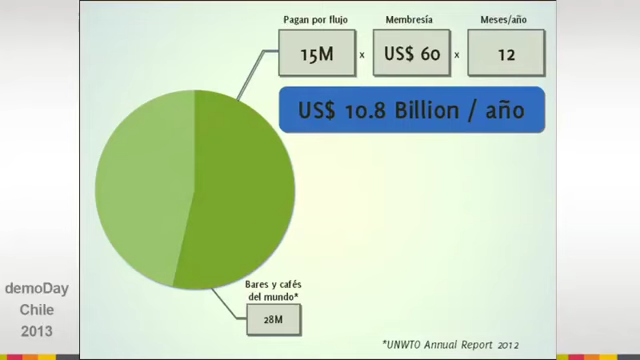 Pagan por flujo
Membresía
Meses/año
15M x US$ 60 x 12
US$ 10.8 Billion / año
Bares y cafés
del mundo*
28M
demoDay
Chile
2013
*UNWTO Annual Report 2012